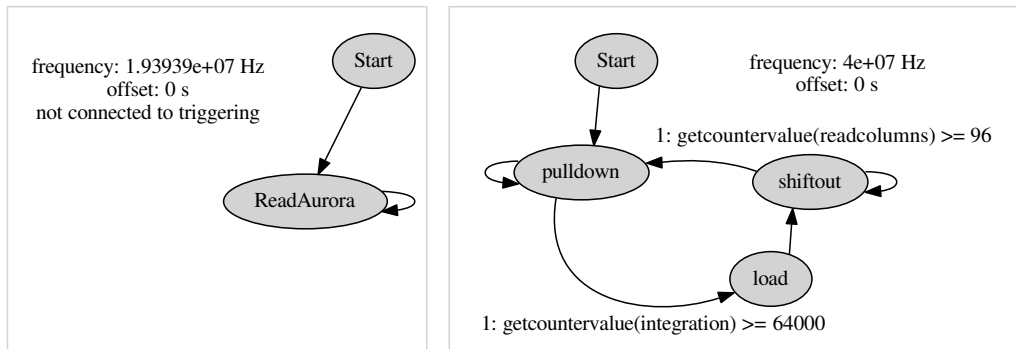 Start
frequency: 1.93939e+07 Hz
offset: 0 s
not connected to triggering
ReadAurora
Start
frequency: 4e+07 Hz
offset: 0 s
1: getcountervalue(readcolumns) >= 96
pulldown
shiftout
load
1: getcountervalue(integration) >= 64000